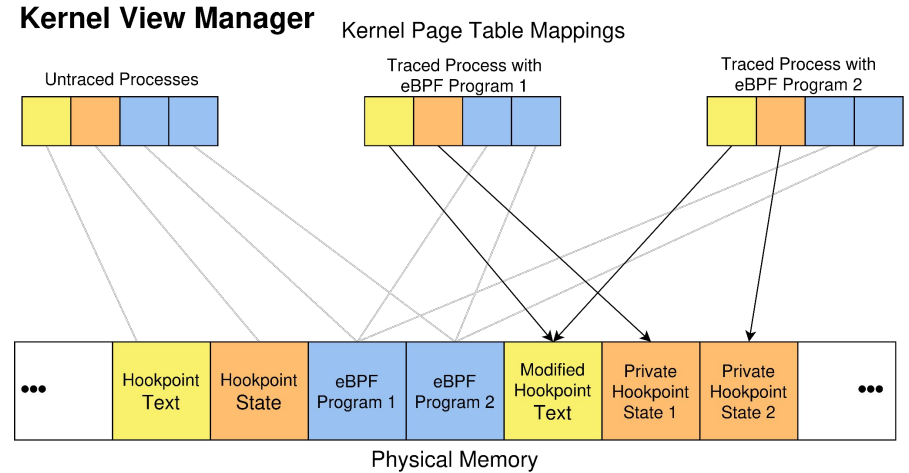 Kernel View Manager
Kernel Page Table Mappings
Untraced Processes
Traced Process with
eBPF Program 1
Traced Process with
eBPF Program 2
•••
Hookpoint
Text
Hookpoint
State
eBPF
Program 1
eBPF
Program 2
Modified
Hookpoint
Text
Private
Hookpoint
State 1
Private
Hookpoint
State 2
•••
Physical Memory